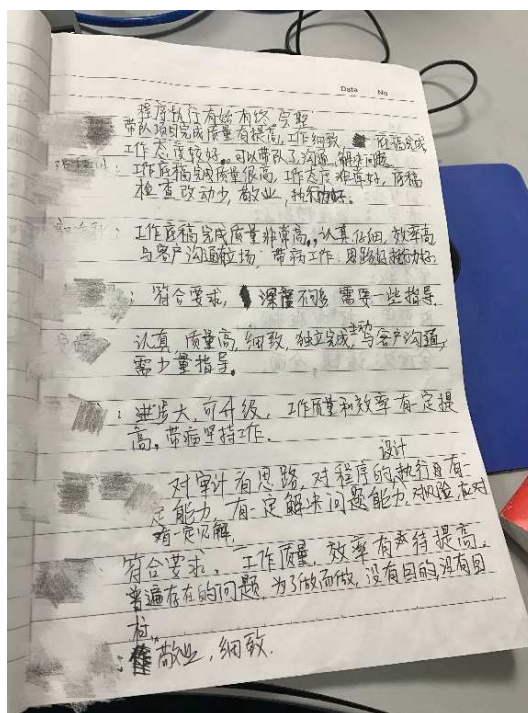 Date No
程序执行有始有终
带队项目完成质量有提高,工作细致 底稿完成
工作态度较好。可以带队了,沟通、解决问题
工作底稿完成质量很高,工作态度非常好,底稿
检查改动少,敬业,执行力好。
工作底稿完成质量非常高,认真仔细,效率高
与客户沟通立场,带病工作,思路
:符合要求, 深度不够 需要一些指导
认真,质量高,细致,独立完成,主动与客户沟通,
需少量指导。
:进步大,可升级。工作质量和效率有一定提
高。带病坚持工作。
设计
对审计有思路,对程序的执行具有一
定能力,有一定解决问题能力,对风险、应对
有一定见解。
符合要求。工作质量,效率有待提高。
普遍存在的问题,为了做而做,没有目的,没有目
标。
:敬业,细致.